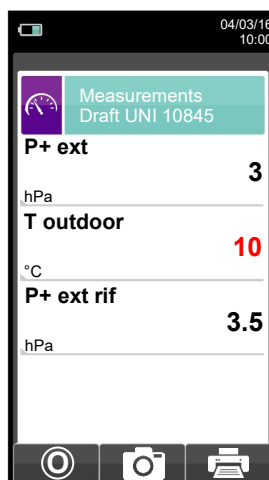 04/03/16
10:00
Measurements
Draft UNI 10845
P+ ext
3
hPa
T outdoor
10
°C
P+ ext rif
3.5
hPa